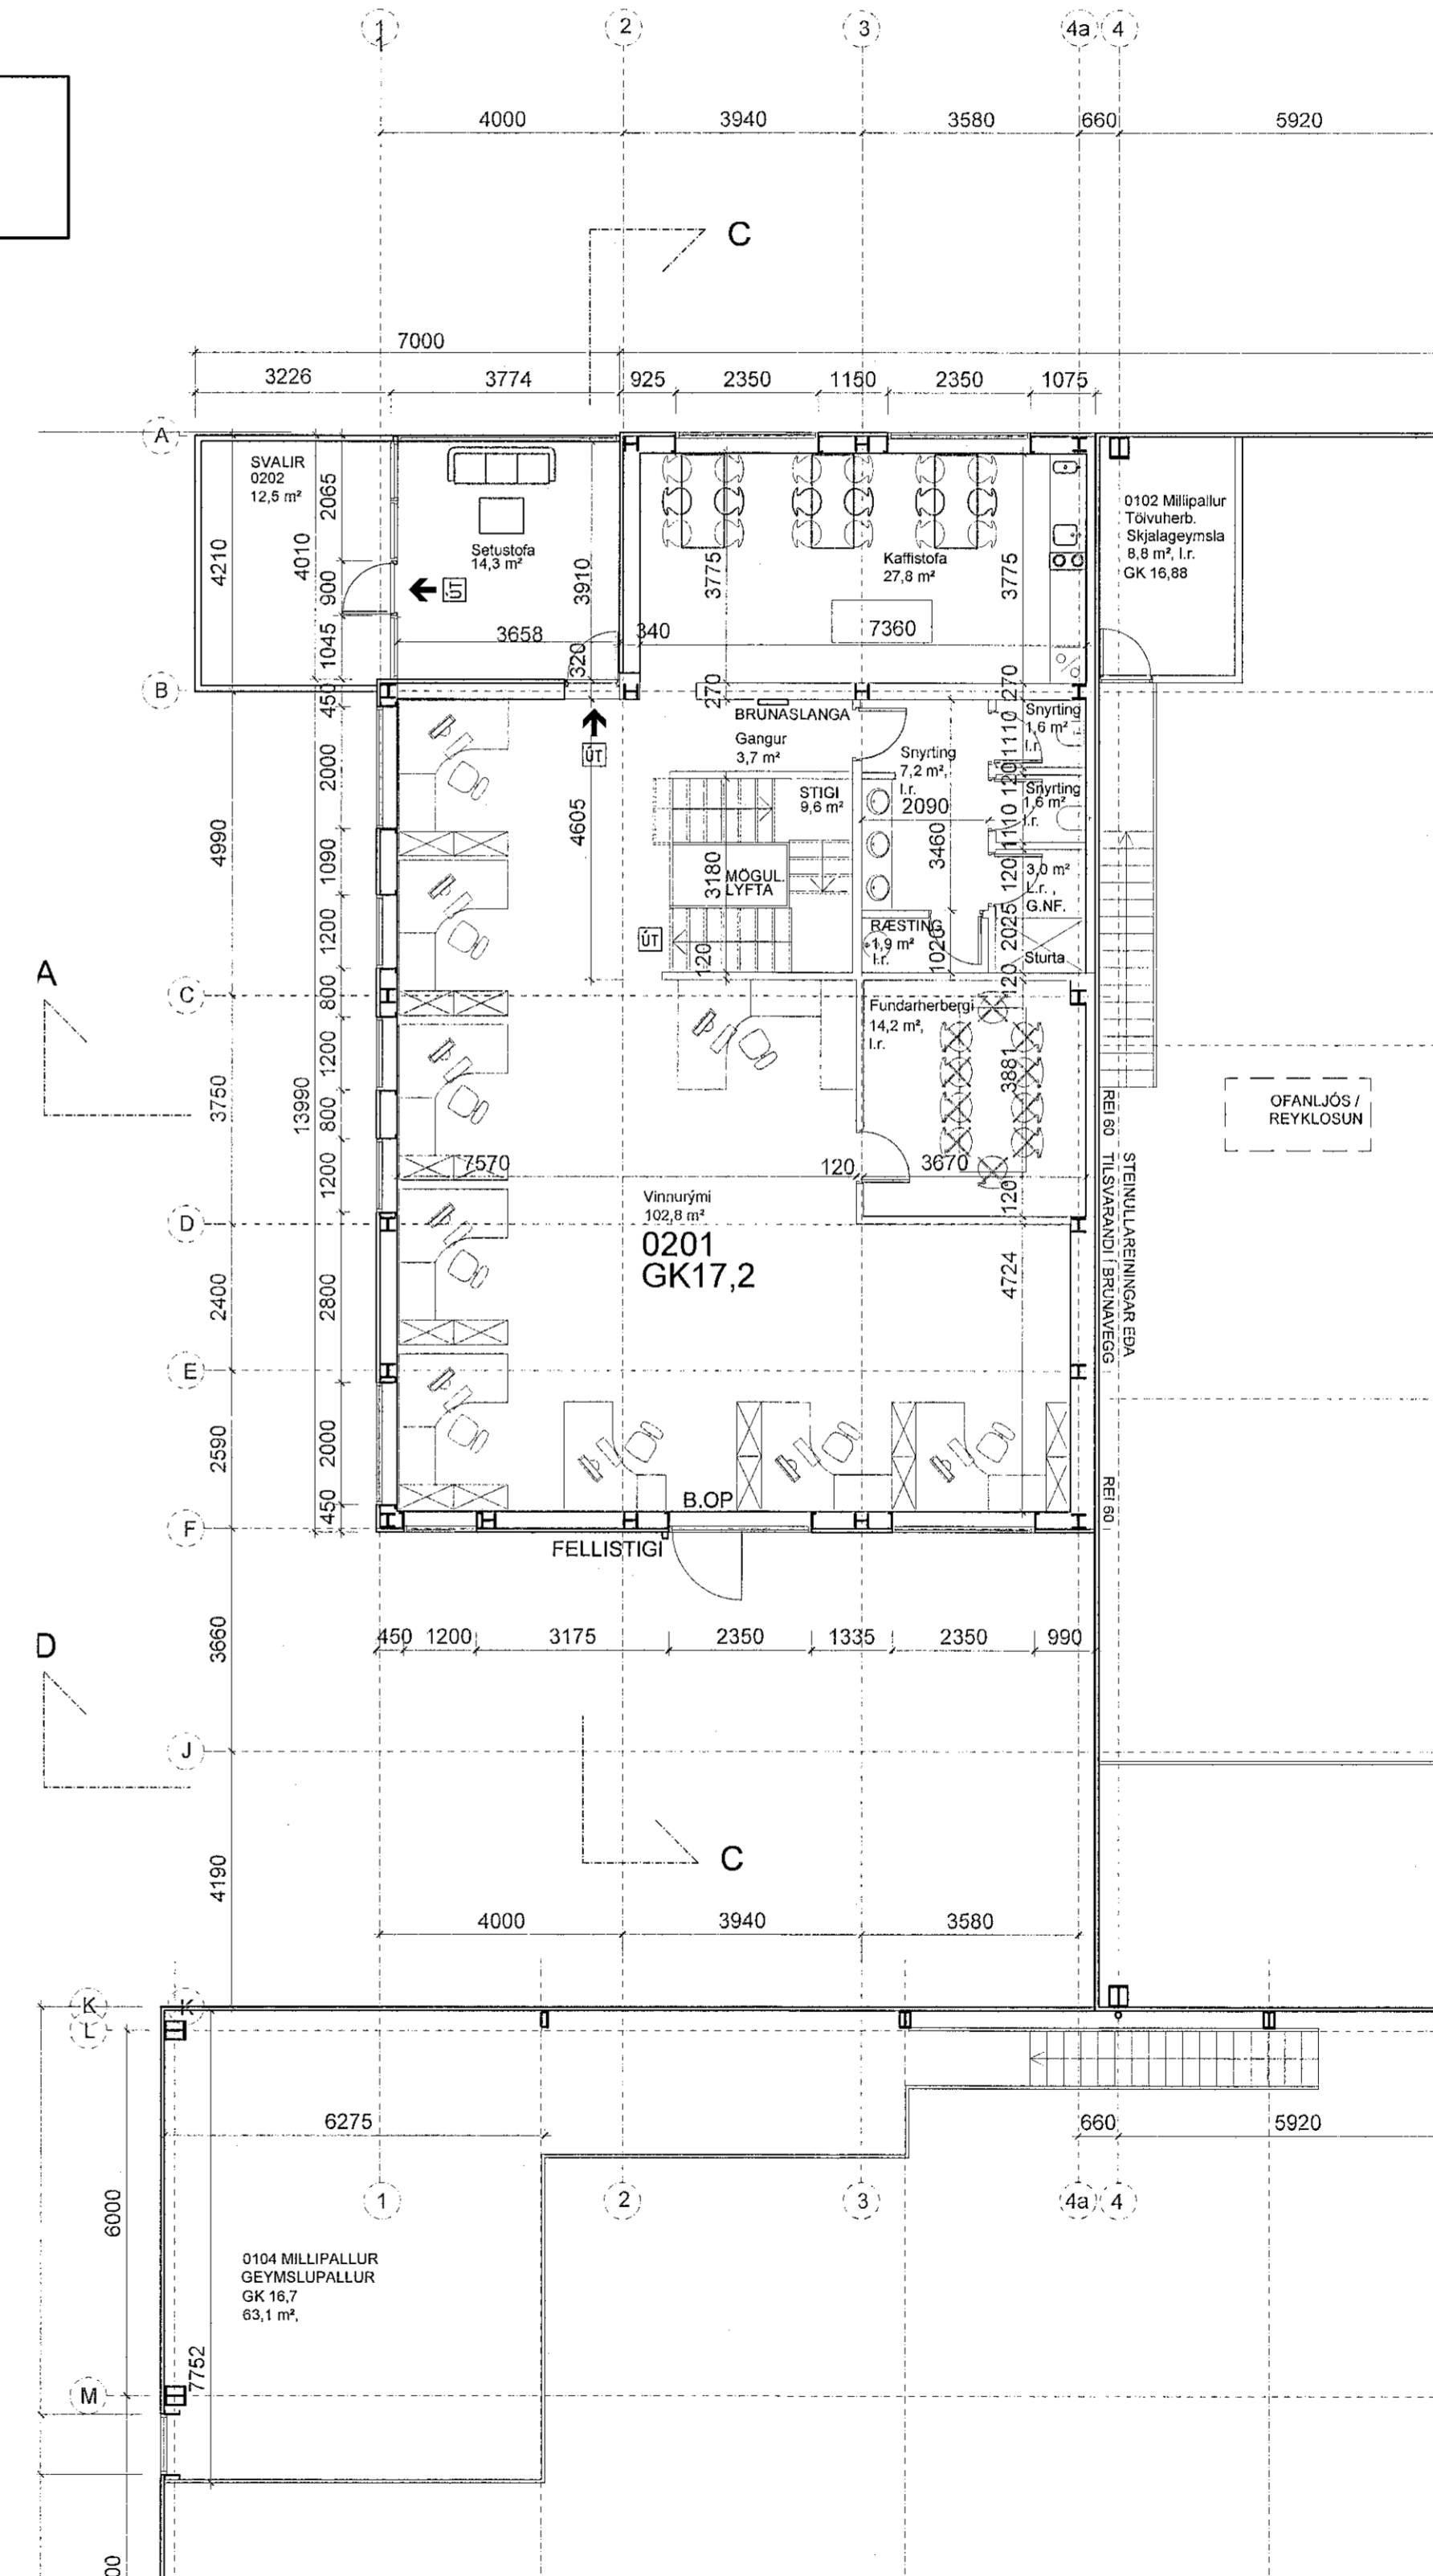 1
2
3
4a
4
4000
3940
3580
660
5920
C
7000
3226
3774
925
2350
1150
2350
1075
A
SVALIR
0202
12,5 m²
4210
4010
2065
900
1045
Setustofa
14,3 m²
3910
ÚT
3658
320
340
3775
Kaffistofa
27,8 m²
3775
7360
0102 Millipallur
Tölvuherb.
Skjalageymsla
8,8 m², l.r.
GK 16,88
B
450
270
270
BRUNASLANGA
Gangur
3,7 m²
ÚT
Snyrting
7,2 m²,
l.r.
2090
Snyrting
1,6 m²
l.r.
1110
120
Snyrting
1,6 m²
l.r.
1110
STIGI
9,6 m²
2000
4990
4605
1090
3180
MÖGUL.
LYFTA
3460
120
3,0 m²
L.r.,
G.NF.
2025
1200
ÚT
120
RÆSTING
1,9 m²
l.r.
1026
Sturta
120
A
C
800
Fundarherbergi
14,2 m²,
l.r.
3881
1200
3750
13990
800
1200
7570
120
3670
120
OFANLJÓS /
REYKLOSUN
REI 60
TILSVARANDI Í BRUNAVEGG
STEINULLAREININGAR EÐA
Vinnurými
102,8 m²
0201
GK17,2
D
2400
2800
4724
E
2590
2000
450
REI 60
F
B.OP
FELLISTIGI
3660
450
1200
3175
2350
1335
2350
990
D
J
C
4190
4000
3940
3580
K
K
L
6275
660
5920
1
2
3
4a
4
6000
0104 MILLIPALLUR
GEYMSLUPALLUR
GK 16,7
63,1 m²,
7752
M
00